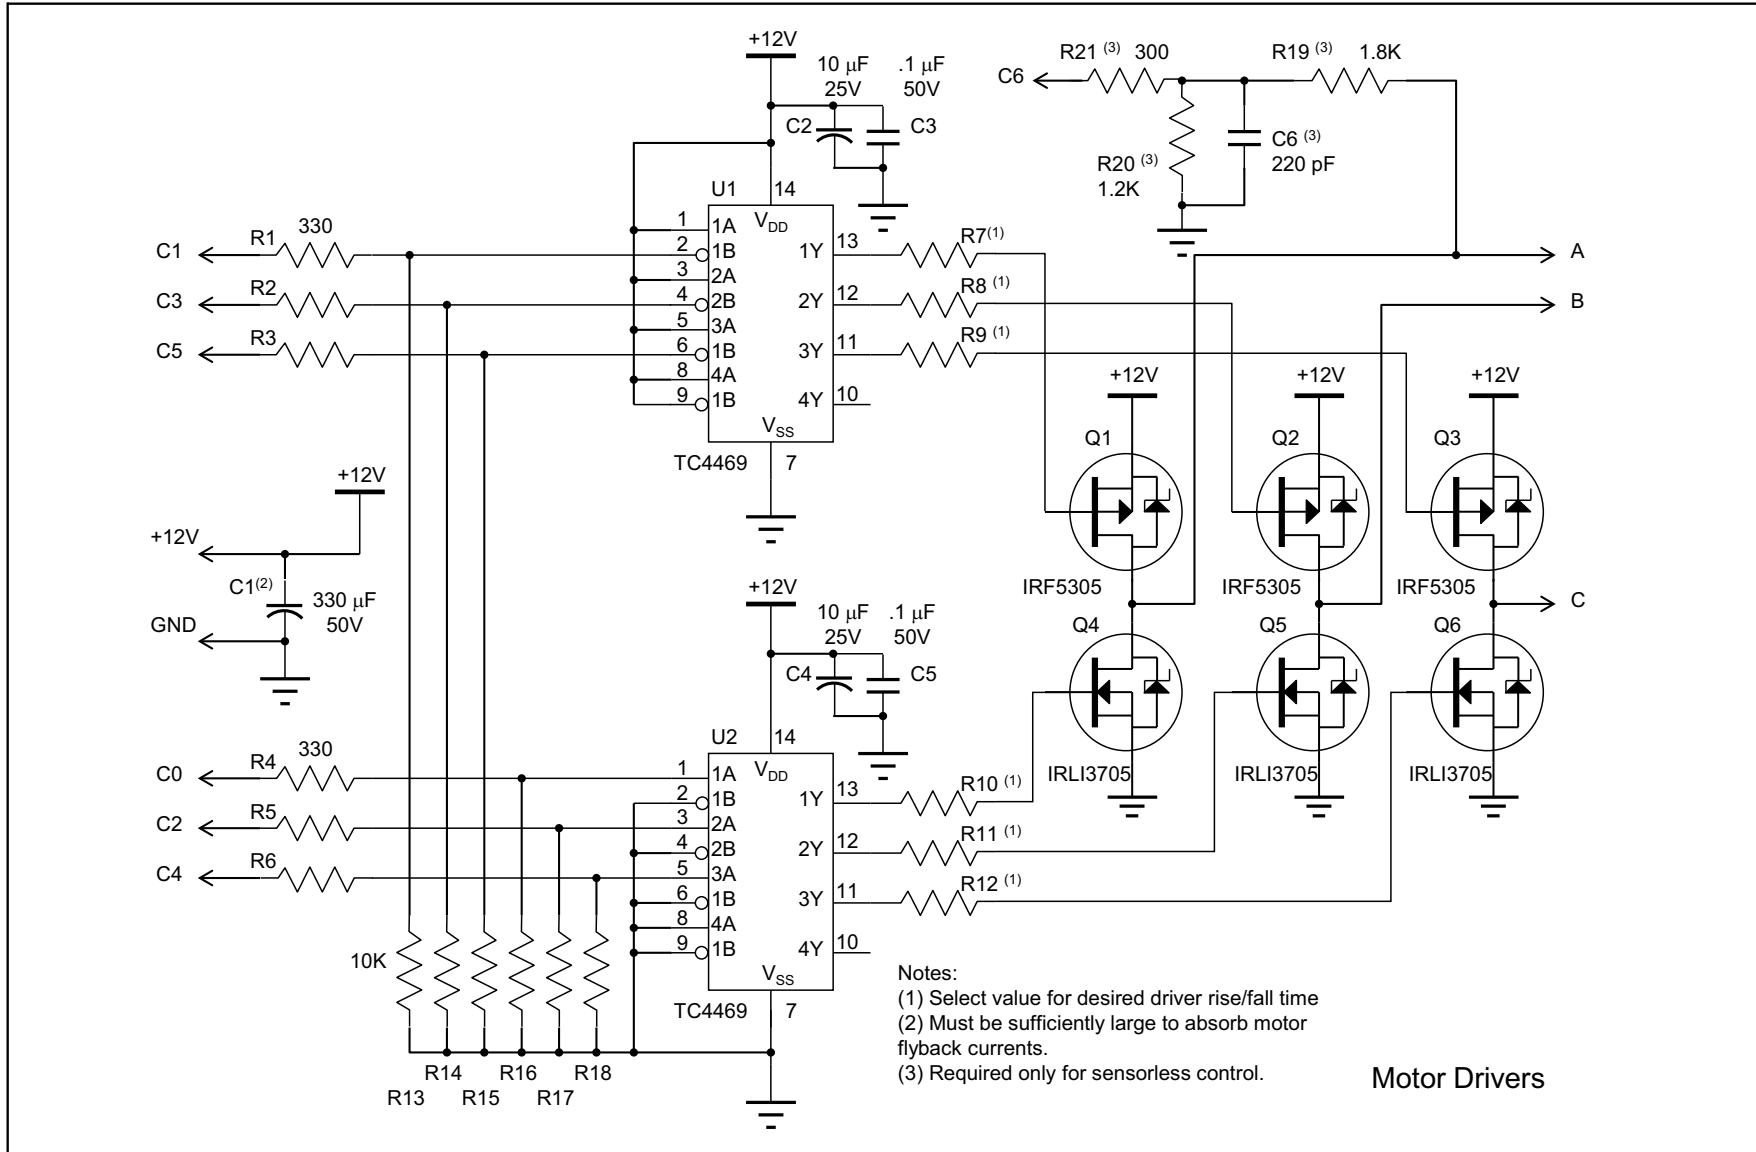 +12V
10 μF
25V
.1 μF
50V
C2
C3
R21 (3) 300
R19 (3) 1.8K
C6
R20 (3)
1.2K
C6 (3)
220 pF
U1
14
VDD
1 1A
2 1B
3 2A
4 2B
5 3A
6 1B
8 4A
9 1B
1Y 13
2Y 12
3Y 11
4Y 10
VSS
TC4469
7
C1
R1
330
C3
R2
C5
R3
R7(1)
R8 (1)
R9 (1)
A
B
+12V
+12V
+12V
Q1
Q2
Q3
IRF5305
IRF5305
IRF5305
C
Q4
Q5
Q6
IRLI3705
IRLI3705
IRLI3705
+12V
+12V
C1(2)
330 μF
50V
GND
+12V
10 μF
25V
.1 μF
50V
C4
C5
U2
14
VDD
1 1A
2 1B
3 2A
4 2B
5 3A
6 1B
8 4A
9 1B
1Y 13
2Y 12
3Y 11
4Y 10
VSS
TC4469
7
C0
R4
330
C2
R5
C4
R6
R10 (1)
R11 (1)
R12 (1)
10K
R14
R16
R18
R13
R15
R17
Notes:
(1) Select value for desired driver rise/fall time
(2) Must be sufficiently large to absorb motor
flyback currents.
(3) Required only for sensorless control.
Motor Drivers